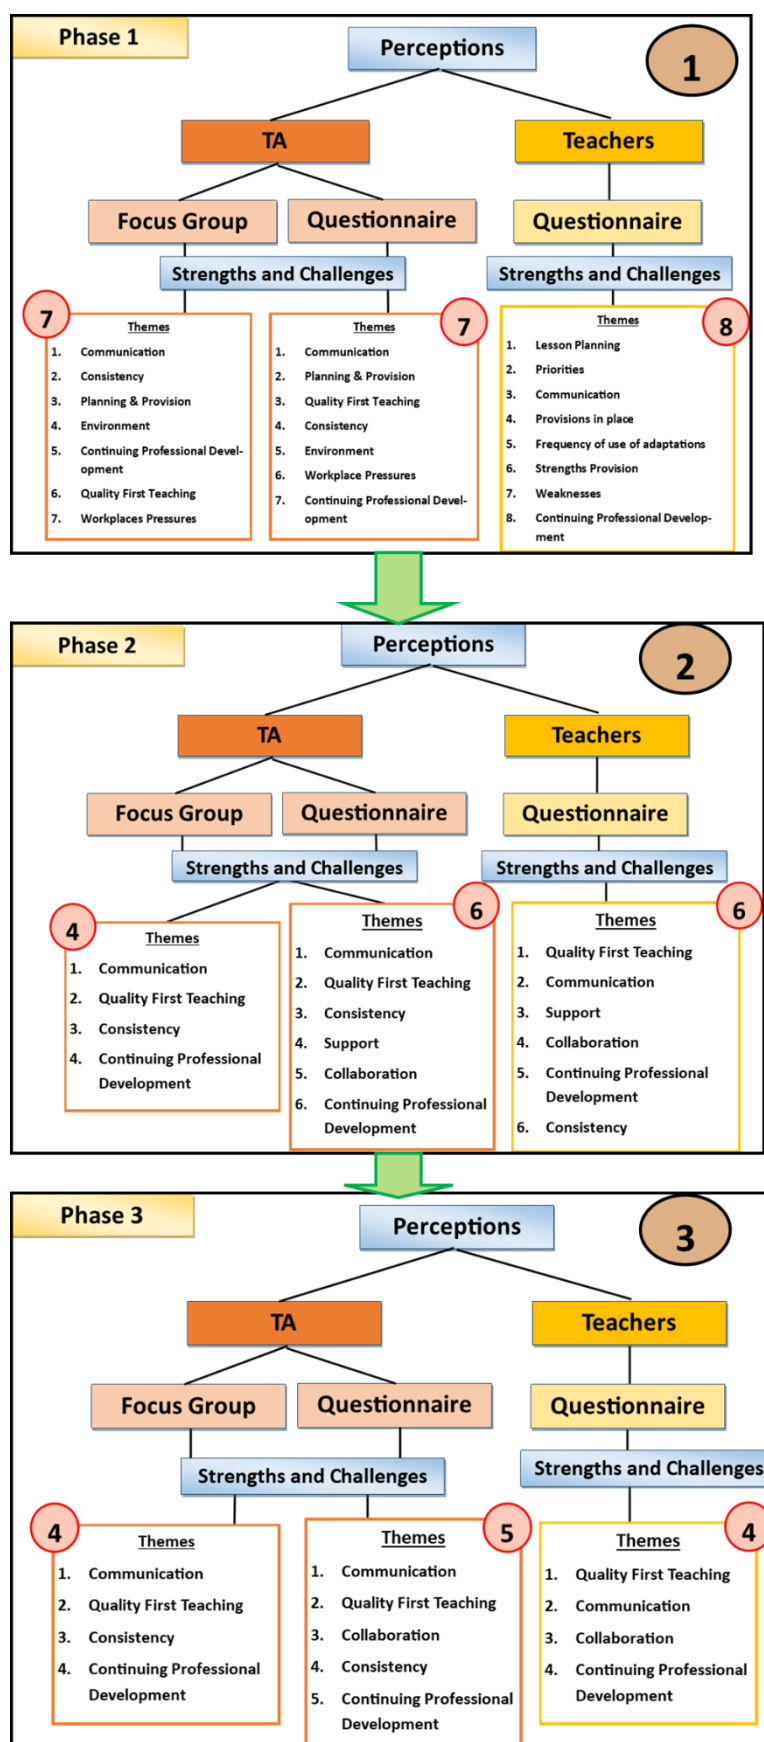 Phase 1
Perceptions
1
TA
Teachers
Focus Group
Questionnaire
Questionnaire
Strengths and Challenges
Strengths and Challenges
7
Themes
1. Communication
2. Consistency
3. Planning & Provision
4. Environment
5. Continuing Professional Devel-
opment
6. Quality First Teaching
7. Workplaces Pressures
7
Themes
1. Communication
2. Planning & Provision
3. Quality First Teaching
4. Consistency
5. Environment
6. Workplace Pressures
7. Continuing Professional Devel-
opment
8
Themes
1. Lesson Planning
2. Priorities
3. Communication
4. Provisions in place
5. Frequency of use of adaptations
6. Strengths Provision
7. Weaknesses
8. Continuing Professional Develop-
ment
Phase 2
Perceptions
2
TA
Teachers
Focus Group
Questionnaire
Questionnaire
Strengths and Challenges
Strengths and Challenges
4
Themes
1. Communication
2. Quality First Teaching
3. Consistency
4. Continuing Professional
Development
6
Themes
1. Communication
2. Quality First Teaching
3. Consistency
4. Support
5. Collaboration
6. Continuing Professional
Development
6
Themes
1. Quality First Teaching
2. Communication
3. Support
4. Collaboration
5. Continuing Professional
Development
6. Consistency
Phase 3
Perceptions
3
TA
Teachers
Focus Group
Questionnaire
Questionnaire
Strengths and Challenges
Strengths and Challenges
4
Themes
1. Communication
2. Quality First Teaching
3. Consistency
4. Continuing Professional
Development
5
Themes
1. Communication
2. Quality First Teaching
3. Collaboration
4. Consistency
5. Continuing Professional
Development
4
Themes
1. Quality First Teaching
2. Communication
3. Collaboration
4. Continuing Professional
Development